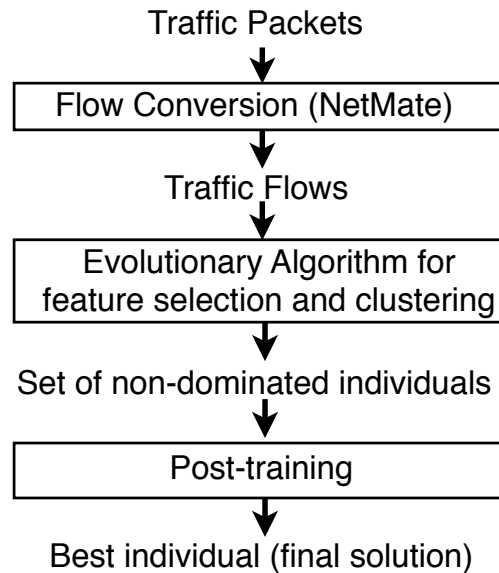 Traffic Packets
Flow Conversion (NetMate)
Traffic Flows
Evolutionary Algorithm for
feature selection and clustering
Set of non-dominated individuals
Post-training
Best individual (final solution)